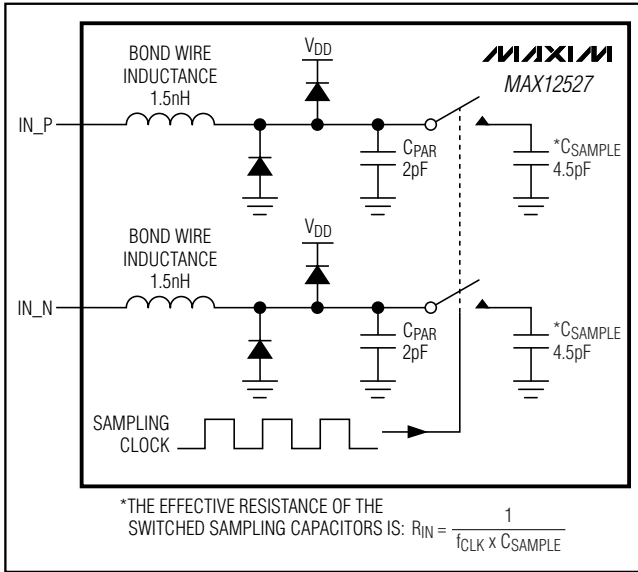 MAXIM
MAX12527
BOND WIRE
INDUCTANCE
1.5nH
VDD
IN_P
CPAR
2pF
*CSAMPLE
4.5pF
BOND WIRE
INDUCTANCE
1.5nH
VDD
IN_N
CPAR
2pF
*CSAMPLE
4.5pF
SAMPLING
CLOCK
*THE EFFECTIVE RESISTANCE OF THE
SWITCHED SAMPLING CAPACITORS IS: RIN = 1
fCLK x CSAMPLE